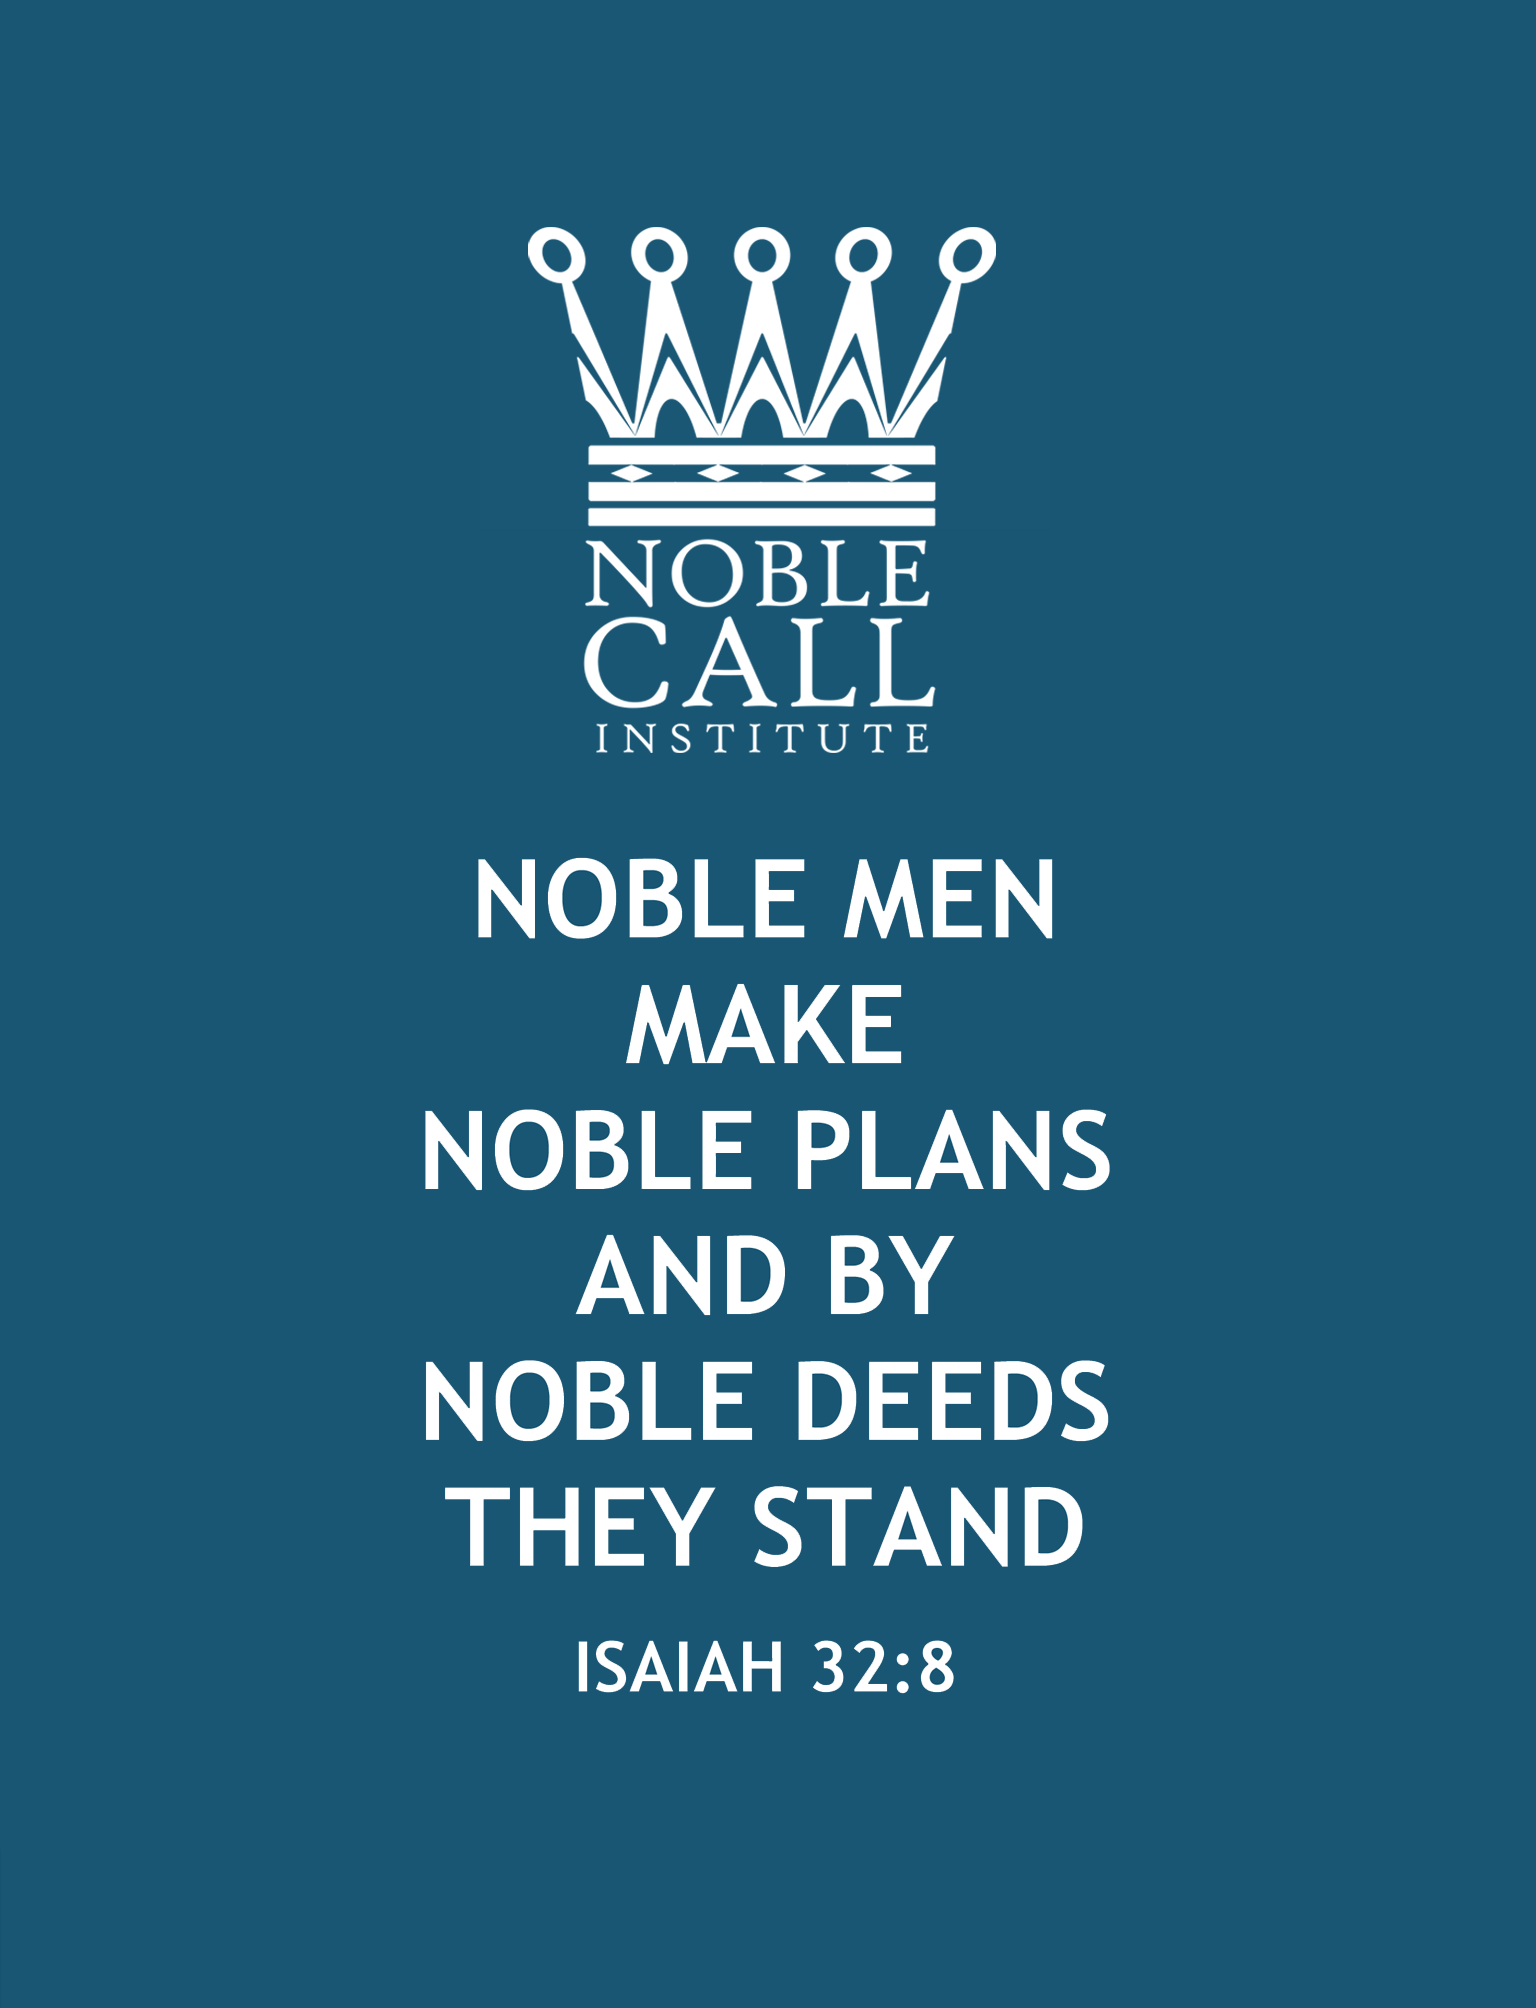 NOBLE
CALL
INSTITUTE
NOBLE MEN
MAKE
NOBLE PLANS
AND BY
NOBLE DEEDS
THEY STAND
ISAIAH 32:8